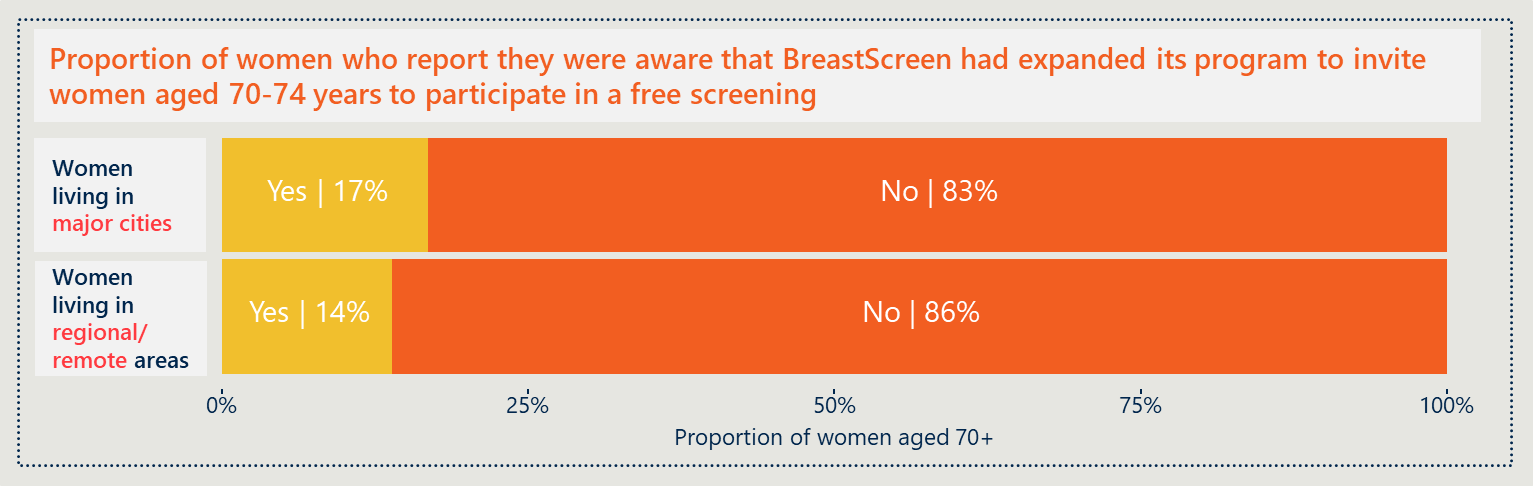 Proportion of women who report they were aware that BreastScreen had expanded its program to invite
women aged 70-74 years to participate in a free screening
Women
living in
major cities
Yes | 17%
No | 83%
Women
living in
regional/
remote areas
Yes | 14%
No | 86%
0%
25%
50%
75%
100%
Proportion of women aged 70+